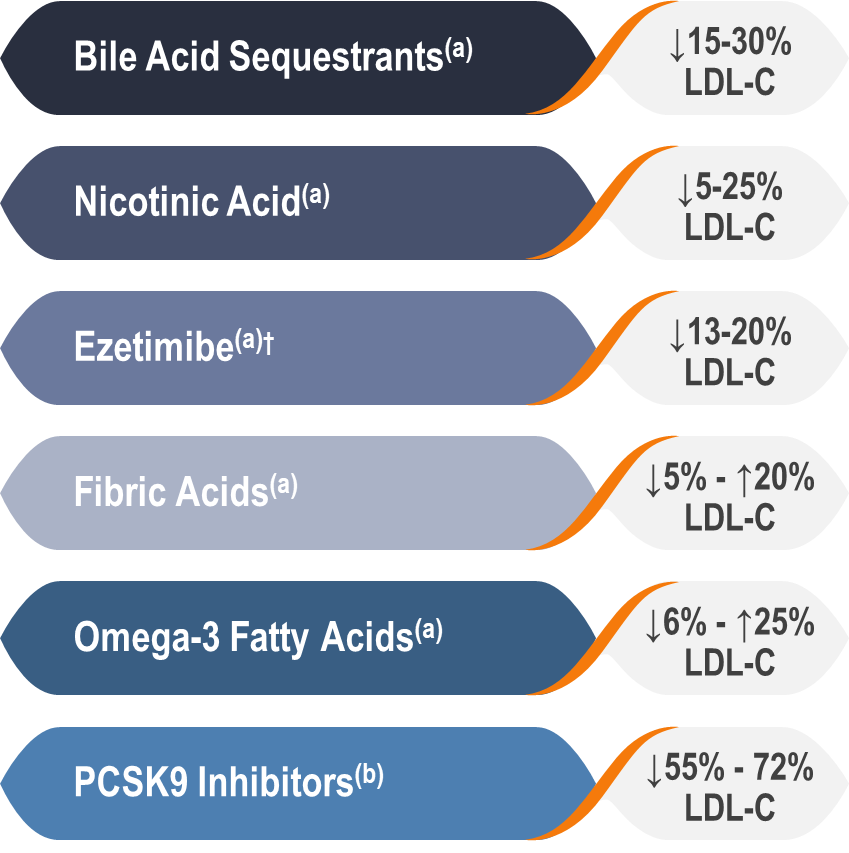 Bile Acid Sequestrants(a)
↓15-30%
LDL-C
Nicotinic Acid(a)
↓5-25%
LDL-C
Ezetimibe(a)†
↓13-20%
LDL-C
Fibric Acids(a)
↓5% - ↑20%
LDL-C
Omega-3 Fatty Acids(a)
↓6% - ↑25%
LDL-C
PCSK9 Inhibitors(b)
↓55% - 72%
LDL-C